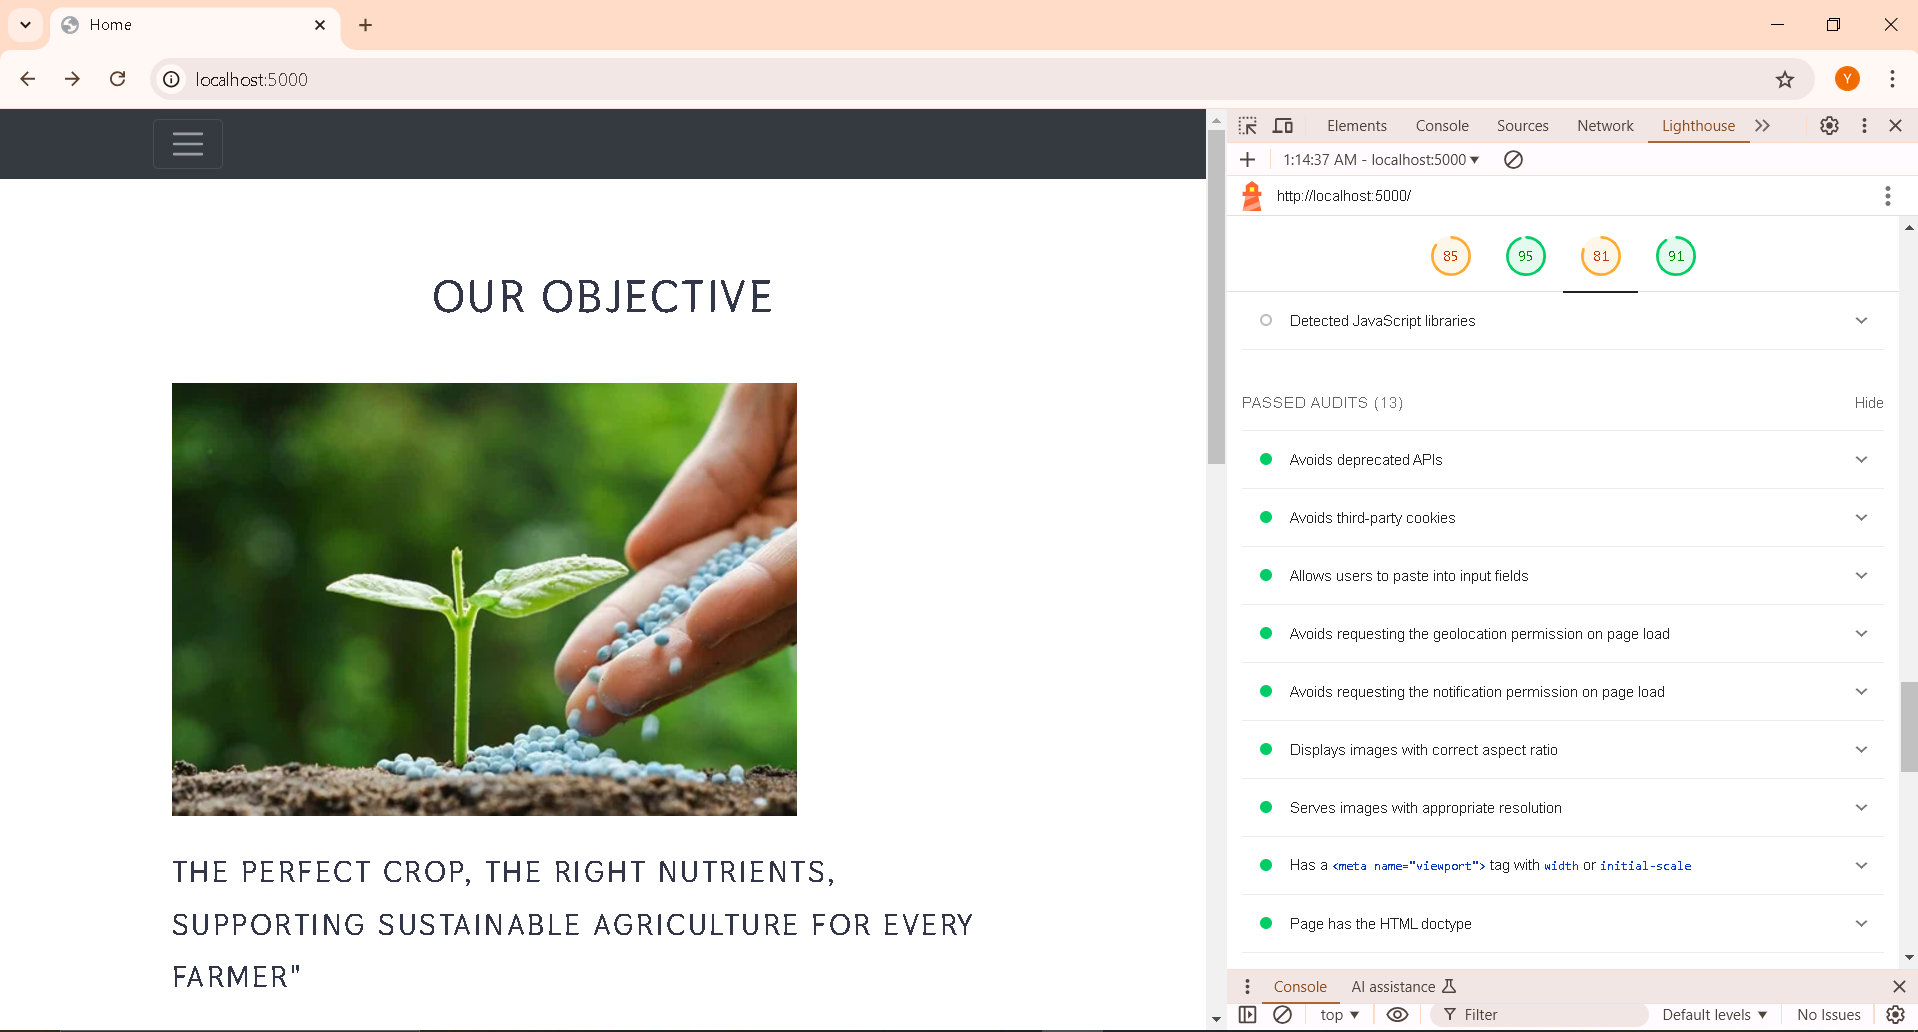 Home
localhost:5000
Y
OUR OBJECTIVE
THE PERFECT CROP, THE RIGHT NUTRIENTS,
SUPPORTING SUSTAINABLE AGRICULTURE FOR EVERY
FARMER"
Elements Console Sources Network Lighthouse
1:14:37 AM - localhost:5000
http://localhost:5000/
85 95 81 91
Detected JavaScript libraries
PASSED AUDITS (13) Hide
Avoids deprecated APIs
Avoids third-party cookies
Allows users to paste into input fields
Avoids requesting the geolocation permission on page load
Avoids requesting the notification permission on page load
Displays images with correct aspect ratio
Serves images with appropriate resolution
Has a <meta name="viewport"> tag with width or initial-scale
Page has the HTML doctype
Console AI assistance
top Filter Default levels No Issues